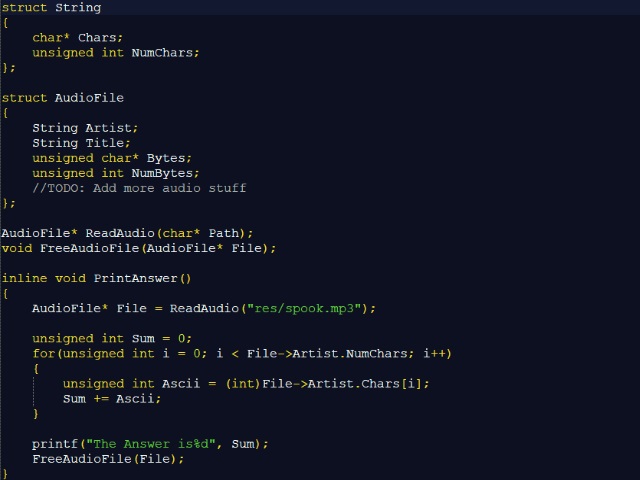 struct String
{
    char* Chars;
    unsigned int NumChars;
};

struct AudioFile
{
    String Artist;
    String Title;
    unsigned char* Bytes;
    unsigned int NumBytes;
    //TODO: Add more audio stuff
};

AudioFile* ReadAudio(char* Path);
void FreeAudioFile(AudioFile* File);

inline void PrintAnswer()
{
    AudioFile* File = ReadAudio("res/spook.mp3");

    unsigned int Sum = 0;
    for(unsigned int i = 0; i < File->Artist.NumChars; i++)
    {
        unsigned int Ascii = (int)File->Artist.Chars[i];
        Sum += Ascii;
    }

    printf("The Answer is%d", Sum);
    FreeAudioFile(File);
}